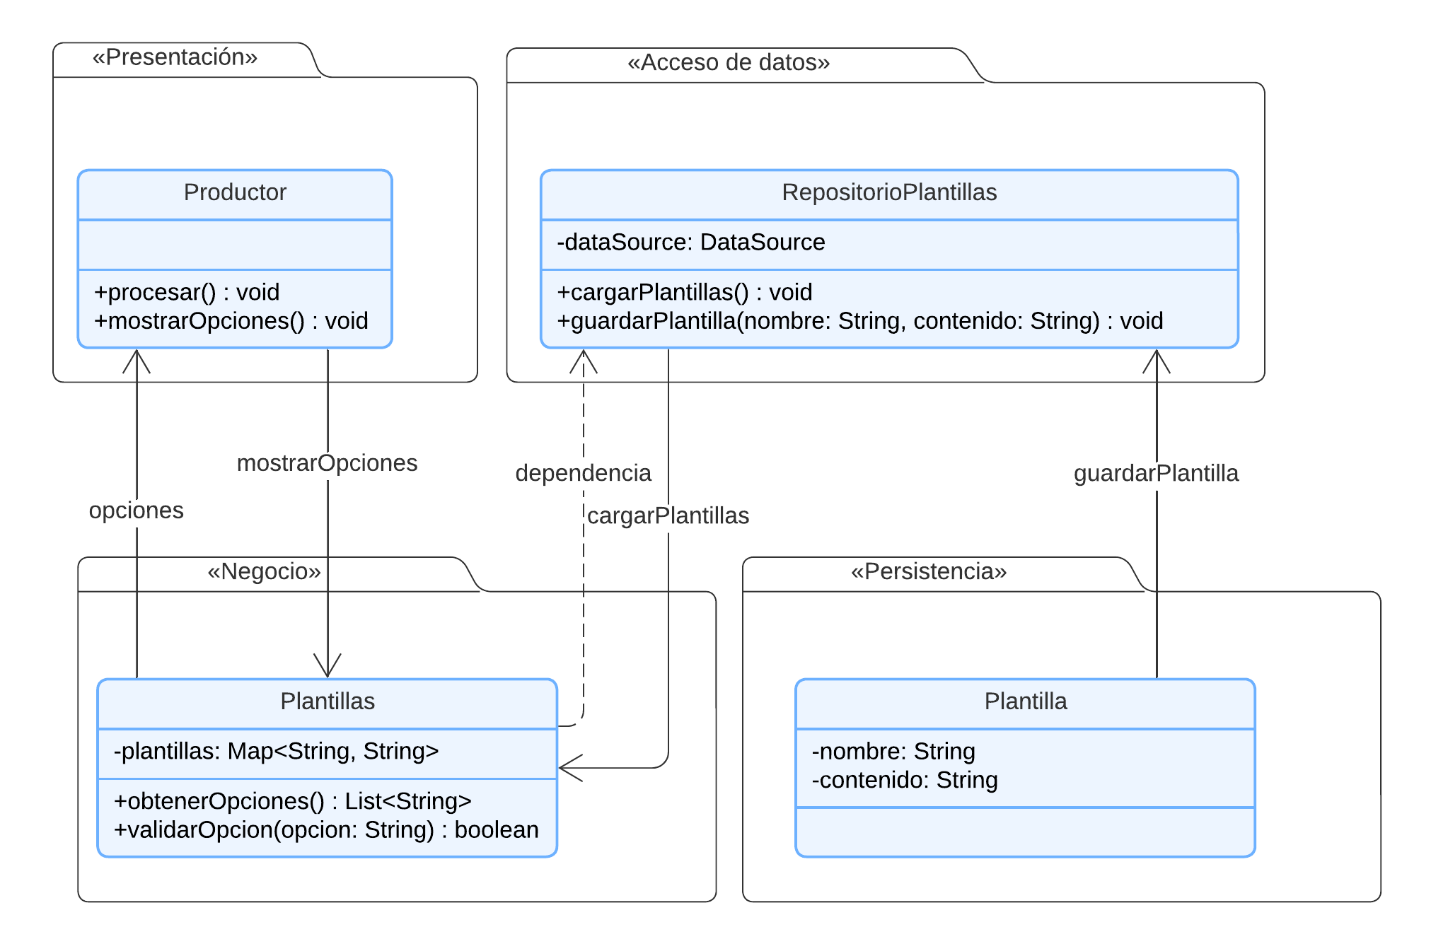 «Presentación»
Productor
+procesar() : void
+mostrarOpciones() : void
«Acceso de datos»
RepositorioPlantillas
-dataSource: DataSource
+cargarPlantillas() : void
+guardarPlantilla(nombre: String, contenido: String) : void
mostrarOpciones
opciones
dependencia
cargarPlantillas
guardarPlantilla
«Negocio»
Plantillas
-plantillas: Map<String, String>
+obtenerOpciones() : List<String>
+validarOpcion(opcion: String) : boolean
«Persistencia»
Plantilla
-nombre: String
-contenido: String